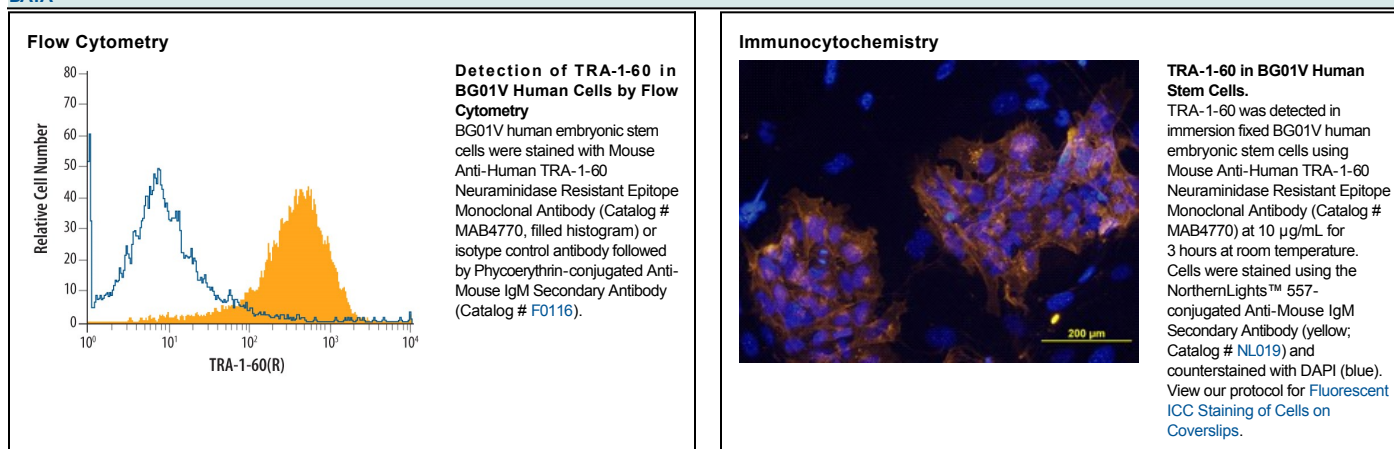 DATA
Flow Cytometry
80
70
60
50
40
30
20
10
0
Relative Cell Number
10⁰ 10¹ 10² 10³ 10⁴
TRA-1-60(R)
Detection of TRA-1-60 in
BG01V Human Cells by Flow
Cytometry
BG01V human embryonic stem
cells were stained with Mouse
Anti-Human TRA-1-60
Neuraminidase Resistant Epitope
Monoclonal Antibody (Catalog #
MAB4770, filled histogram) or
isotype control antibody followed
by Phycoerythrin-conjugated Anti-
Mouse IgM Secondary Antibody
(Catalog # F0116).
Immunocytochemistry
200 µm
TRA-1-60 in BG01V Human
Stem Cells.
TRA-1-60 was detected in
immersion fixed BG01V human
embryonic stem cells using
Mouse Anti-Human TRA-1-60
Neuraminidase Resistant Epitope
Monoclonal Antibody (Catalog #
MAB4770) at 10 µg/mL for
3 hours at room temperature.
Cells were stained using the
NorthernLights™ 557-
conjugated Anti-Mouse IgM
Secondary Antibody (yellow;
Catalog # NL019) and
counterstained with DAPI (blue).
View our protocol for Fluorescent
ICC Staining of Cells on
Coverslips.